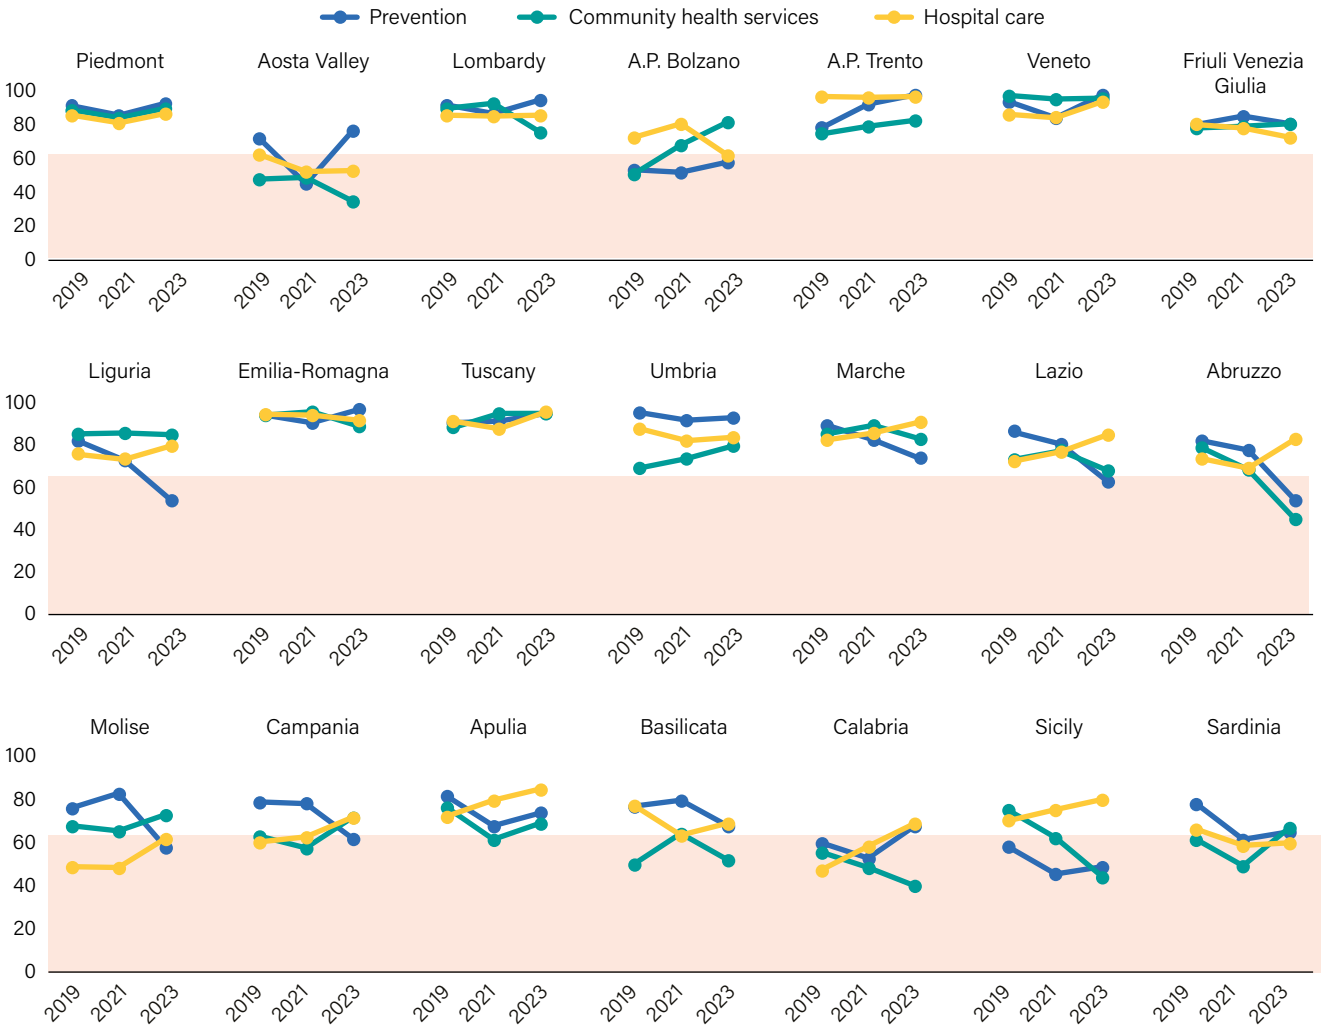 Prevention Community health services Hospital care
Piedmont Aosta Valley Lombardy A.P. Bolzano A.P. Trento Veneto Friuli Venezia
Giulia
100
80
60
40
20
0
2019 2021 2023 2019 2021 2023 2019 2021 2023 2019 2021 2023 2019 2021 2023 2019 2021 2023 2019 2021 2023
Liguria Emilia-Romagna Tuscany Umbria Marche Lazio Abruzzo
100
80
60
40
20
0
2019 2021 2023 2019 2021 2023 2019 2021 2023 2019 2021 2023 2019 2021 2023 2019 2021 2023 2019 2021 2023
Molise Campania Apulia Basilicata Calabria Sicily Sardinia
100
80
60
40
20
0
2019 2021 2023 2019 2021 2023 2019 2021 2023 2019 2021 2023 2019 2021 2023 2019 2021 2023 2019 2021 2023